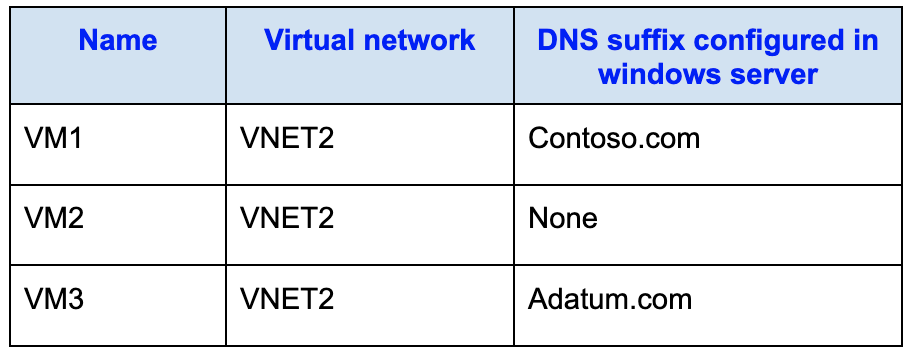 Name Virtual network DNS suffix configured in
windows server
VM1 VNET2 Contoso.com
VM2 VNET2 None
VM3 VNET2 Adatum.com